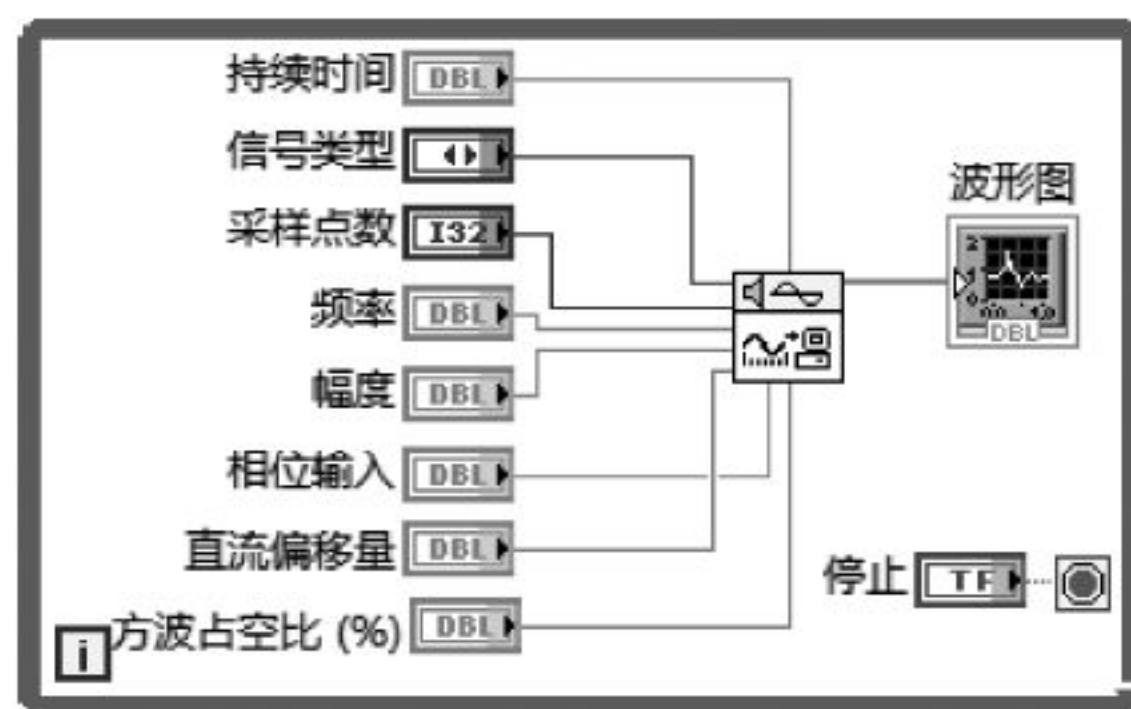 持续时间 DBL
信号类型
采样点数 I32
频率 DBL
幅度 DBL
相位输入 DBL
直流偏移量 DBL
方波占空比 (%) DBL
i
波形图
DBL
停止 TF